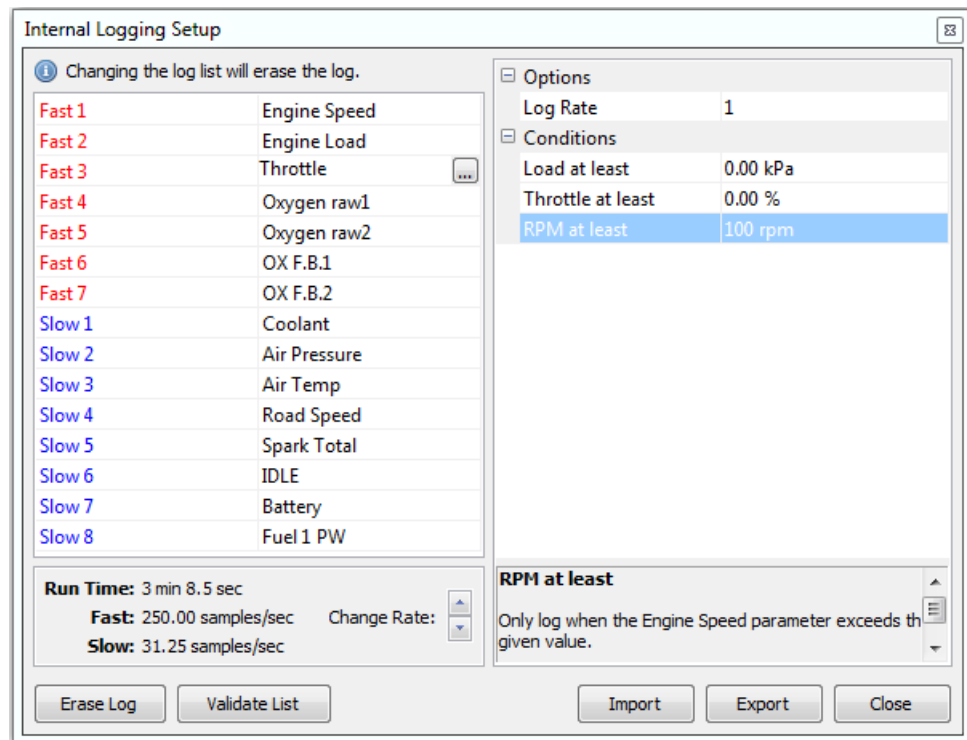 Internal Logging Setup
Changing the log list will erase the log.
Fast 1 Engine Speed
Fast 2 Engine Load
Fast 3 Throttle ...
Fast 4 Oxygen raw1
Fast 5 Oxygen raw2
Fast 6 OX F.B.1
Fast 7 OX F.B.2
Slow 1 Coolant
Slow 2 Air Pressure
Slow 3 Air Temp
Slow 4 Road Speed
Slow 5 Spark Total
Slow 6 IDLE
Slow 7 Battery
Slow 8 Fuel 1 PW
Run Time: 3 min 8.5 sec
Fast: 250.00 samples/sec Change Rate:
Slow: 31.25 samples/sec
Options
Log Rate 1
Conditions
Load at least 0.00 kPa
Throttle at least 0.00 %
RPM at least 100 rpm
RPM at least
Only log when the Engine Speed parameter exceeds th
given value.
Erase Log Validate List Import Export Close